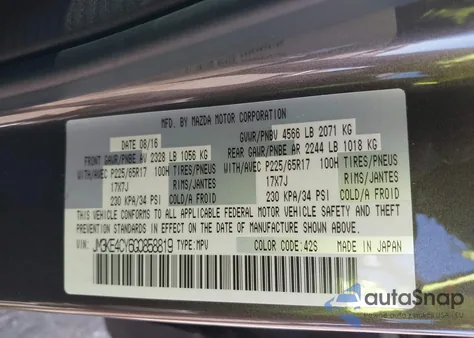 MFD. BY MAZDA MOTOR CORPORATION
DATE 08/16 GVWR/PNBV 4566 LB 2071 KG
FRONT GAWR/PNBE AV 2328 LB 1056 KG REAR GAWR/PNBE AR 2244 LB 1018 KG
WITH/AVEC P225/65R17 100H TIRES/PNEU WITH/AVEC P225/65R17 100H TIRES/PNEU
17X7J RIMS/JANTES 17X7J RIMS/JANTES
230 KPA/34 PSI COLD/A FROID 230 KPA/34 PSI COLD/A FROID
THIS VEHICLE CONFORMS TO ALL APPLICABLE FEDERAL MOTOR VEHICLE SAFETY, BUMPER, AND THEFT
PREVENTION STANDARDS IN EFFECT ON THE DATE OF MANUFACTURE SHOWN ABOVE.
VIN: JM3KE4CY6G0858819 TYPE:MPV COLOR CODE:42S MADE IN JAPAN
autoSnap